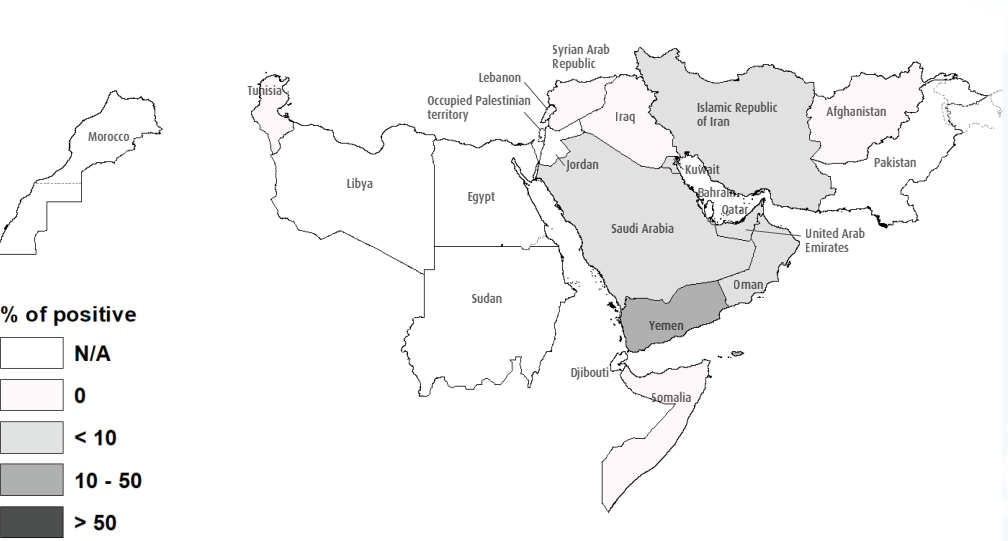 Syrian Arab
Republic
Lebanon
Tunisia
Occupied Palestinian
territory
Islamic Republic
of Iran
Afghanistan
Iraq
Morocco
Pakistan
Jordan
Kuwait
Libya
Egypt
Bahrain
Qatar
Saudi Arabia
United Arab
Emirates
Oman
Sudan
Yemen
Djibouti
Somalia
% of positive
N/A
0
< 10
10 - 50
> 50